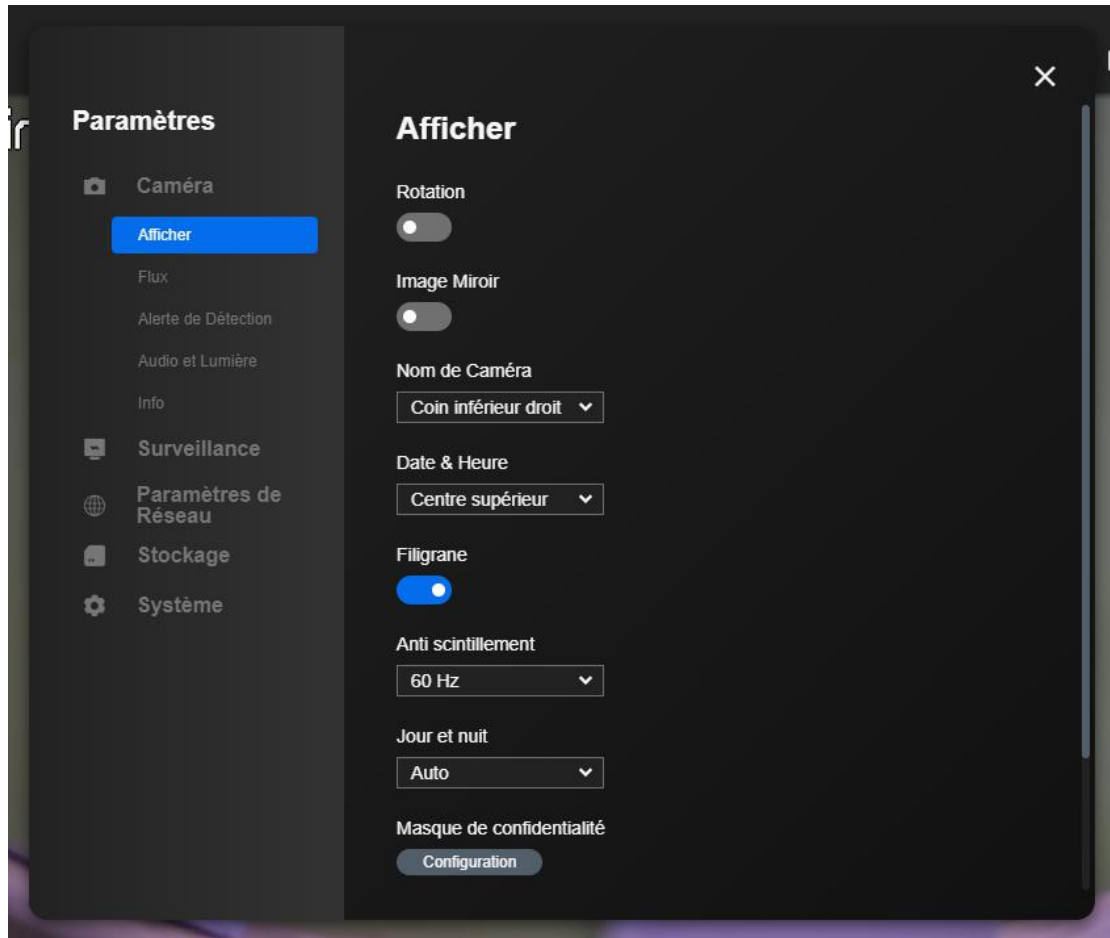 Paramètres
Caméra
Afficher
Flux
Alerte de Détection
Audio et Lumière
Info
Surveillance
Paramètres de
Réseau
Stockage
Système
Afficher
Rotation
Image Miroir
Nom de Caméra
Coin inférieur droit
Date & Heure
Centre supérieur
Filigrane
Anti scintillement
60 Hz
Jour et nuit
Auto
Masque de confidentialité
Configuration